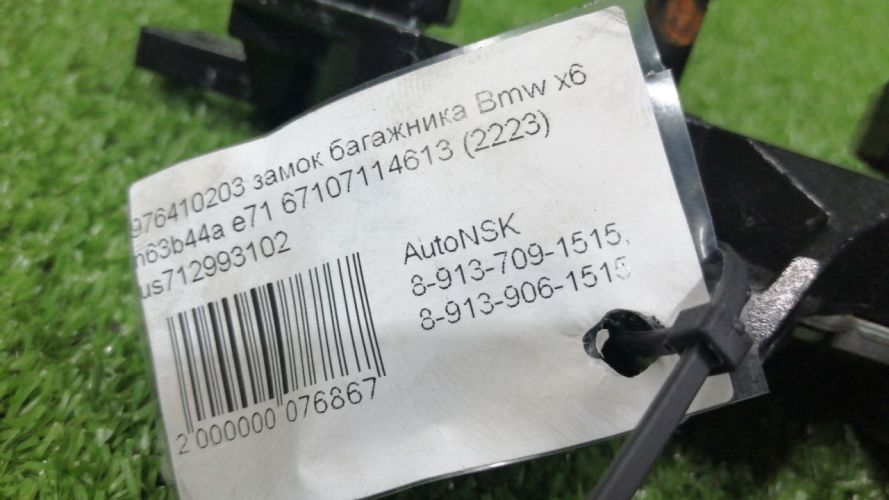 976410203 замок багажника Bmw x6
n63b44a e71 67107114613 (2223)
us712993102
AutoNSK
8-913-709-1515,
8-913-906-1515
2 000000 076867